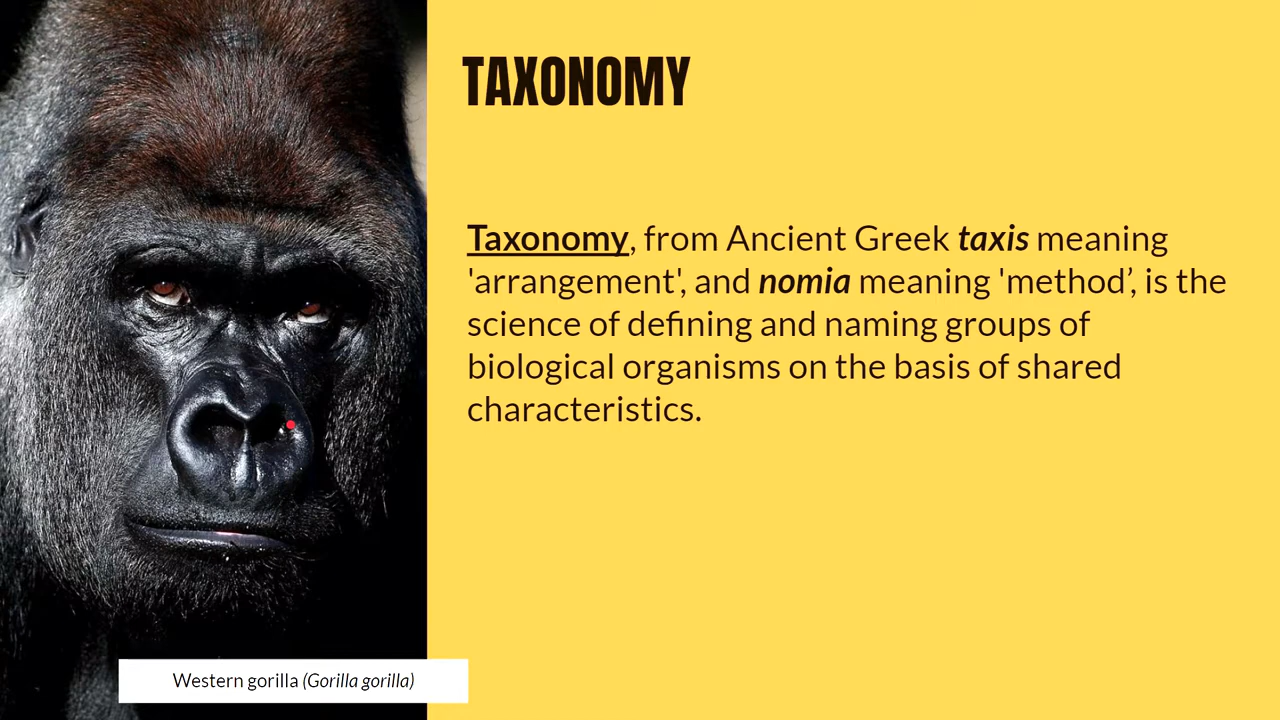 TAXONOMY
Taxonomy, from Ancient Greek taxis meaning
'arrangement', and nomia meaning 'method’, is the
science of defining and naming groups of
biological organisms on the basis of shared
characteristics.
Western gorilla (Gorilla gorilla)